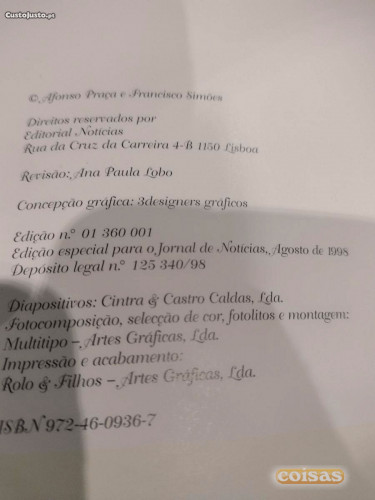 CustoJusto.pt
© Afonso Praça e Francisco Simões
Direitos reservados por
Editorial Notícias
Rua da Cruz da Carreira 4-B 1150 Lisboa
Revisão: Ana Paula Lobo
Concepção gráfica: 3designers gráficos
Edição n.º 01 360 001
Edição especial para o Jornal de Notícias, Agosto de 1998
Depósito legal n.º 125 340/98
Diapositivos: Cintra & Castro Caldas, Lda.
Fotocomposição, selecção de cor, fotolitos e montagem:
Multitipo – Artes Gráficas, Lda.
Impressão e acabamento:
Rolo & Filhos – Artes Gráficas, Lda.
ISBN 972-46-0936-7
coisas